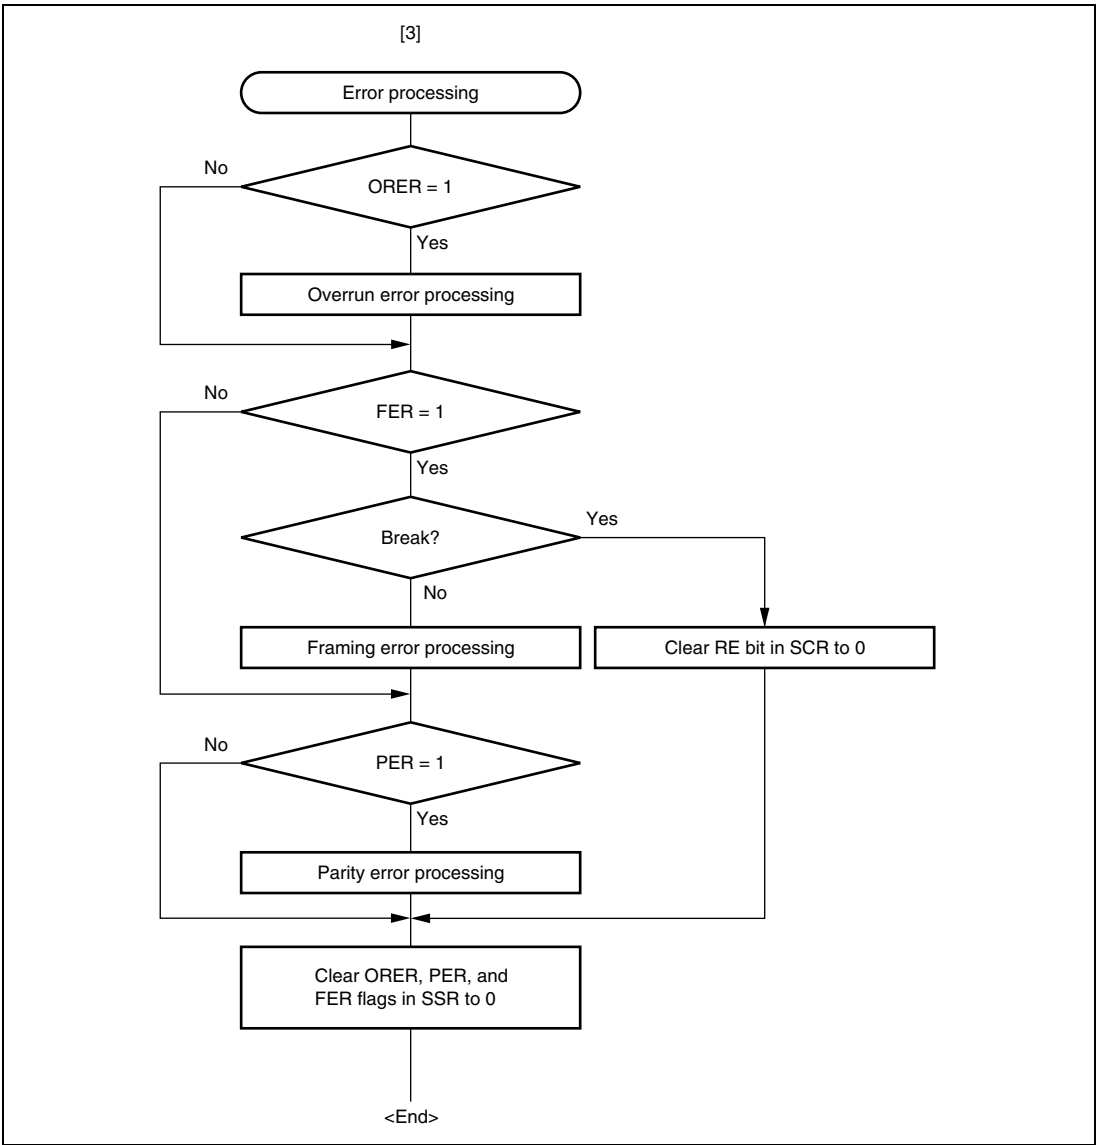 [3]
Error processing
No
ORER = 1
Yes
Overrun error processing
No
FER = 1
Yes
Break?
Yes
No
Framing error processing
Clear RE bit in SCR to 0
No
PER = 1
Yes
Parity error processing
Clear ORER, PER, and
FER flags in SSR to 0
<End>